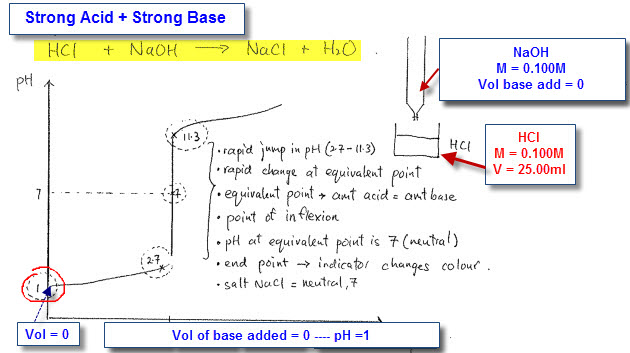 Strong Acid + Strong Base
HCl + NaOH → NaCl + H₂O .
NaOH
M = 0.100M
Vol base add = 0
pH
11.3
HCl
HCl
M = 0.100M
V = 25.00ml
• rapid jump in pH (2.7 - 11.3)
• rapid change at equivalent point
7
7
• equivalent point → amt acid = amt base
• point of inflexion
• pH at equivalent point is 7 (neutral)
2.7
• end point → indicator changes colour.
1
• salt NaCl = neutral, 7
Vol = 0
Vol of base added = 0 ---- pH =1